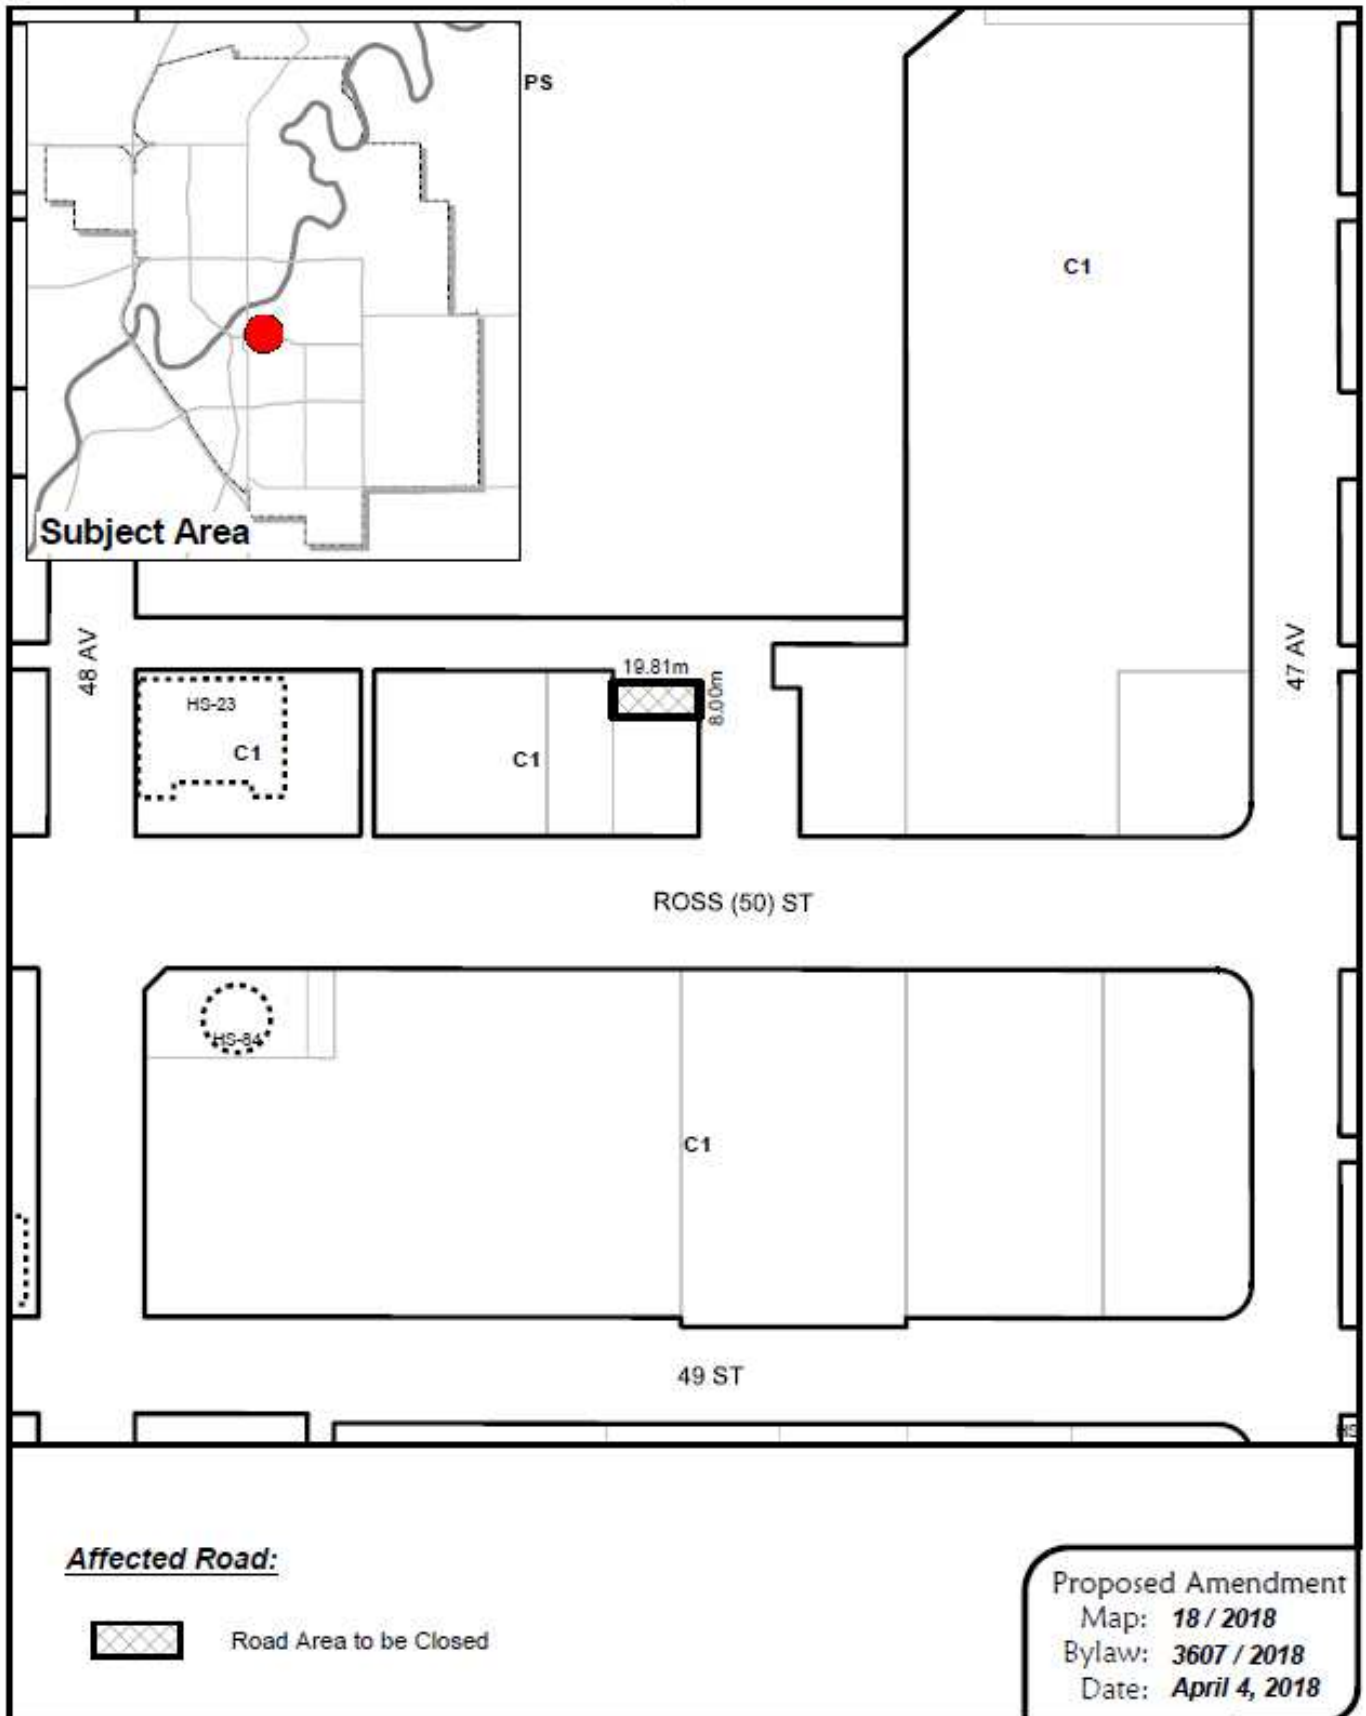 PS
C1
Subject Area
48 AV
47 AV
19.81m
8.00m
HS-23
C1
C1
ROSS (50) ST
HS-84
C1
49 ST
HS
Affected Road:
Road Area to be Closed
Proposed Amendment
Map: 18 / 2018
Bylaw: 3607 / 2018
Date: April 4, 2018